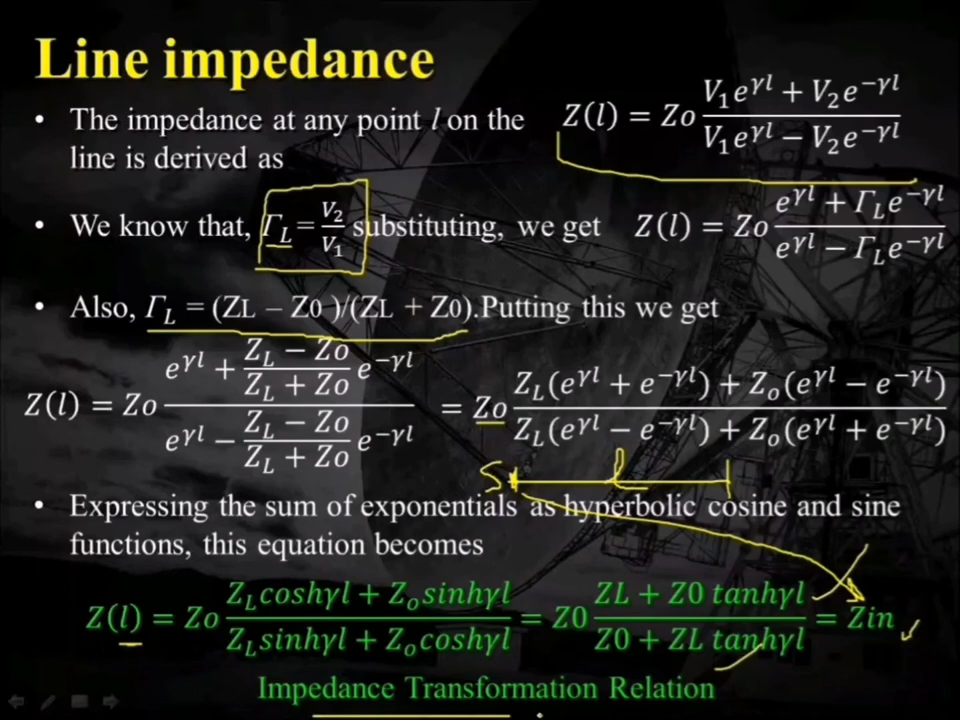 Line impedance
• The impedance at any point l on the line is derived as
Z(l) = Zo (V₁e^γl + V₂e^−γl)/(V₁e^γl − V₂e^−γl)
• We know that, Γ_L = V₂/V₁ substituting, we get Z(l) = Zo (e^γl + Γ_L e^−γl)/(e^γl − Γ_L e^−γl)
• Also, Γ_L = (ZL – Z0 )/(ZL + Z0).Putting this we get
Z(l) = Zo (e^γl + (Z_L − Zo)/(Z_L + Zo) e^−γl)/(e^γl − (Z_L − Zo)/(Z_L + Zo) e^−γl) = Zo (Z_L(e^γl + e^−γl) + Z_o(e^γl − e^−γl))/(Z_L(e^γl − e^−γl) + Z_o(e^γl + e^−γl))
S l
• Expressing the sum of exponentials as hyperbolic cosine and sine
functions, this equation becomes
Z(l) = Zo (Z_L coshγl + Z_o sinhγl)/(Z_L sinhγl + Z_o coshγl) = Z0 (ZL + Z0 tanhγl)/(Z0 + ZL tanhγl) = Zin
Impedance Transformation Relation